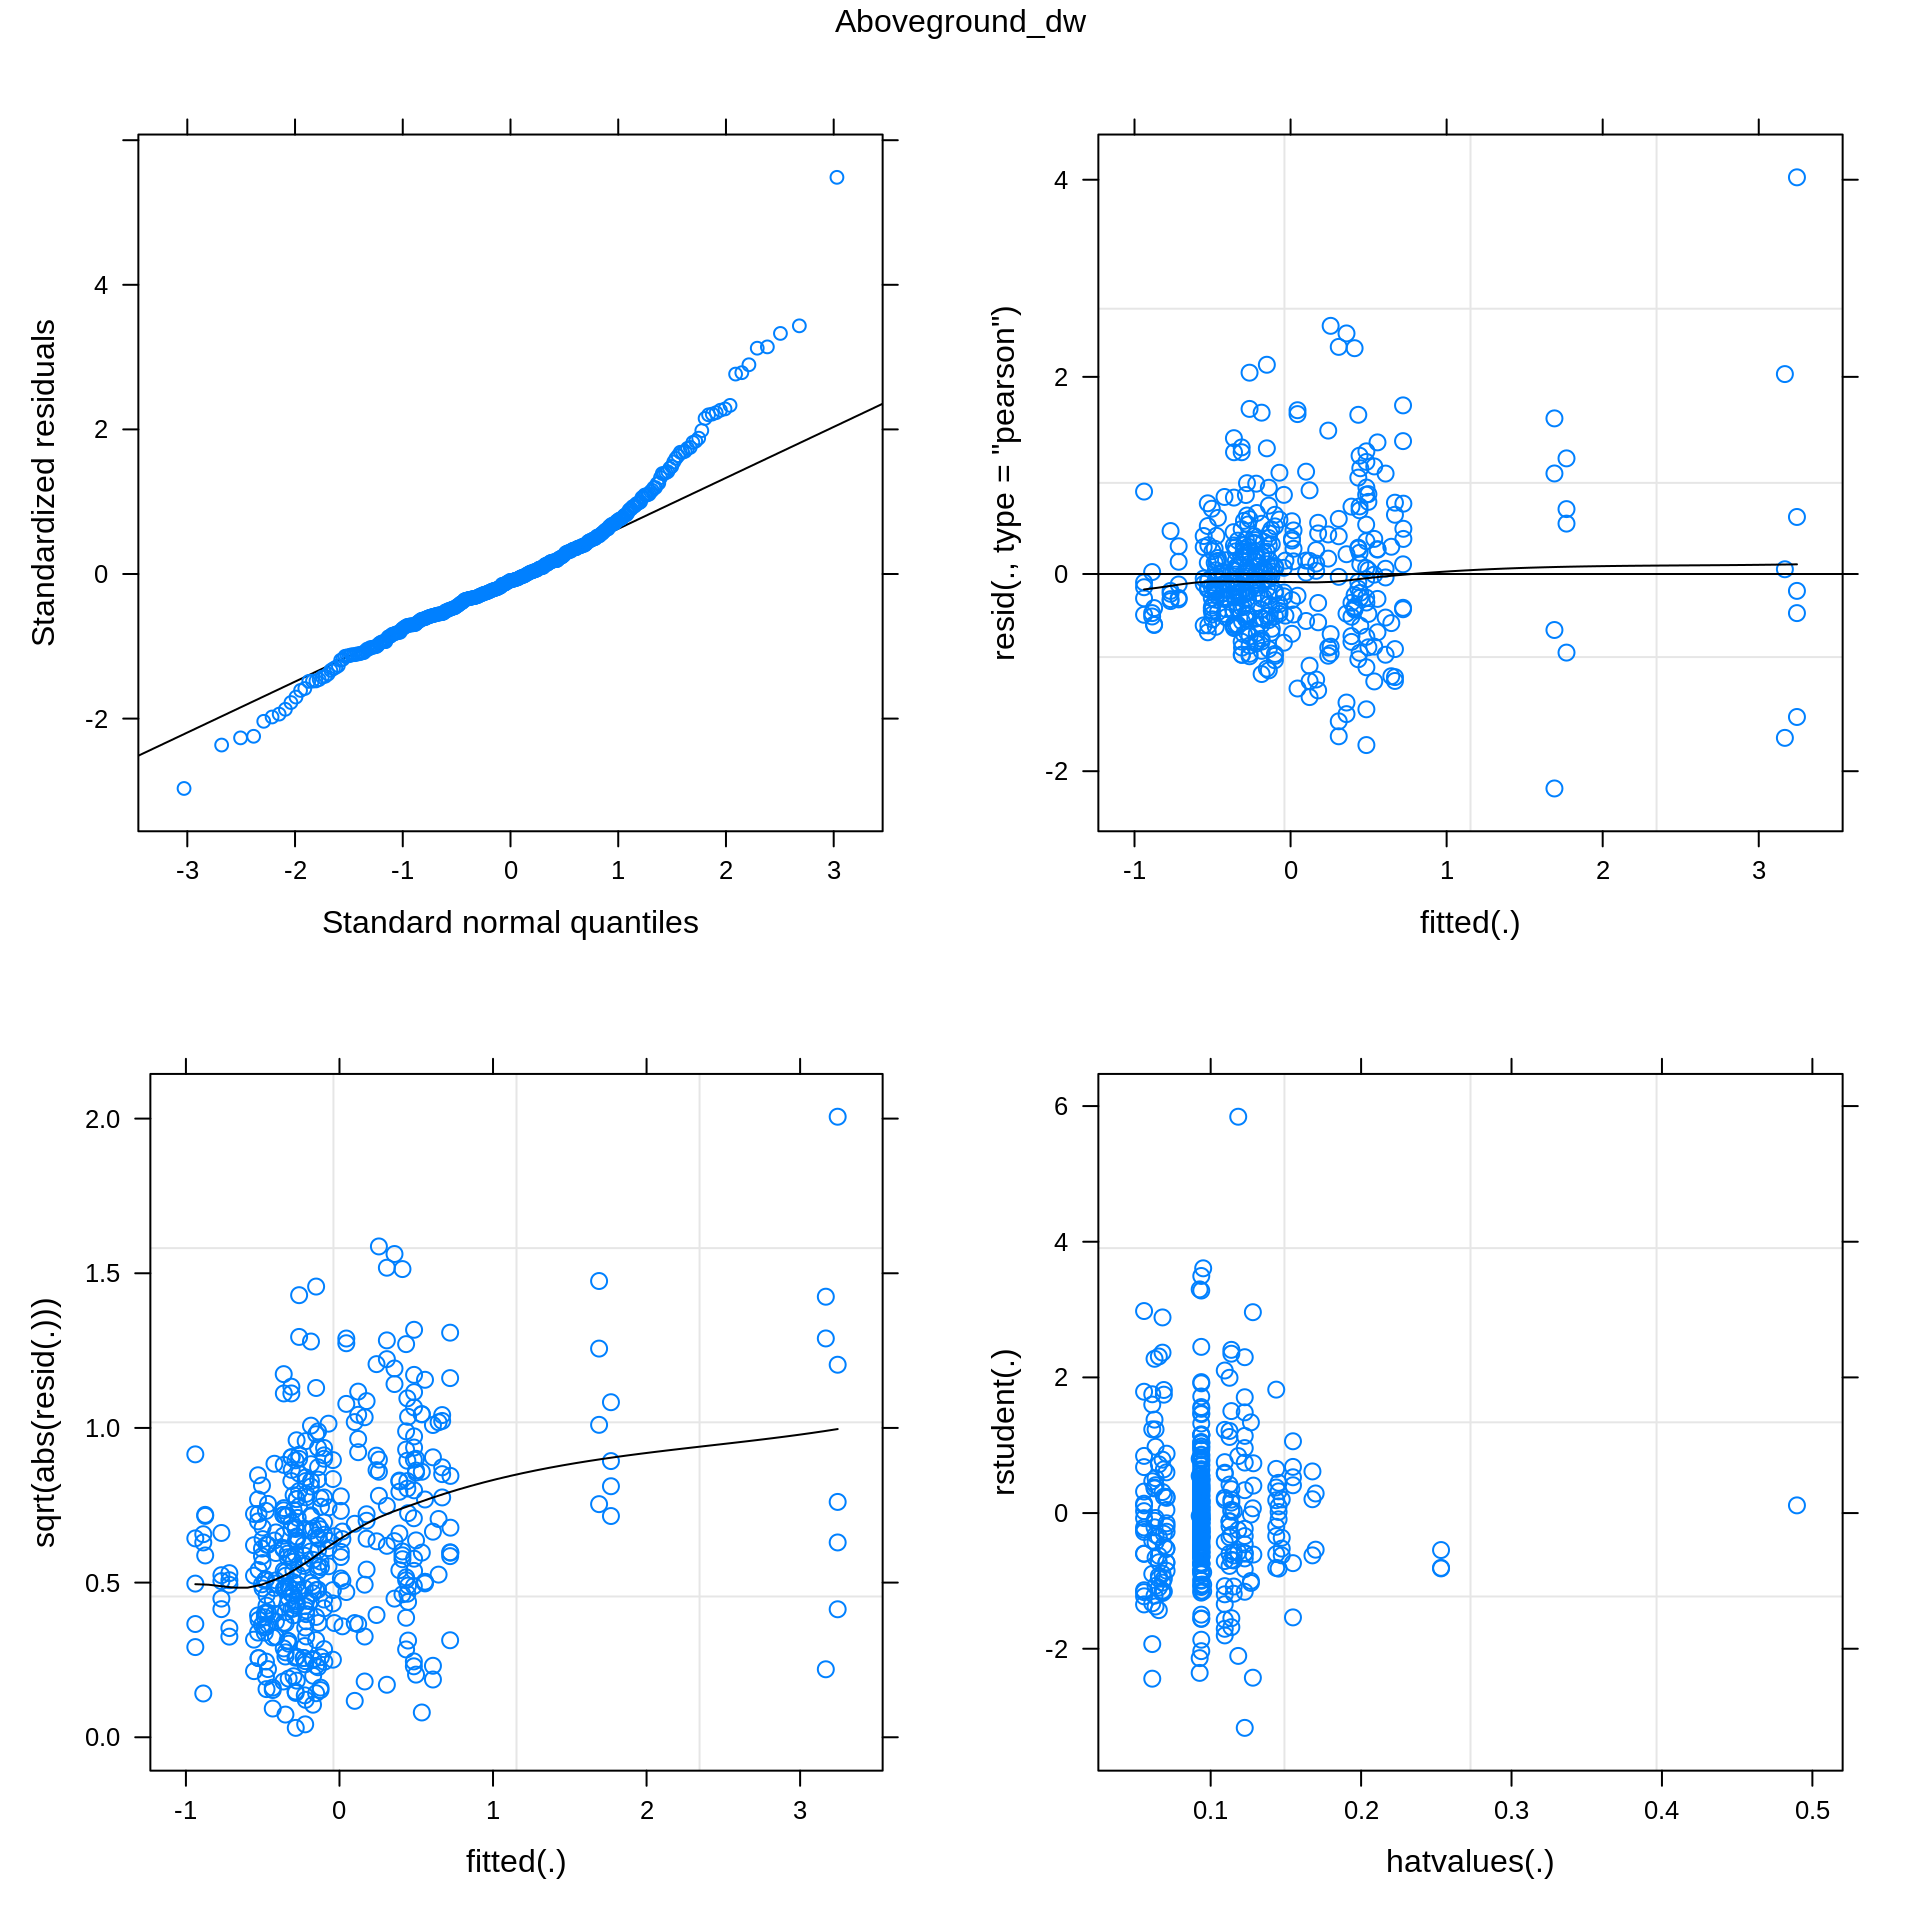 Aboveground_dw
Standardized residuals
4
2
0
-2
-3 -2 -1 0 1 2 3
Standard normal quantiles
resid(., type = "pearson")
4
2
0
-2
-1 0 1 2 3
fitted(.)
sqrt(abs(resid(.)))
2.0
1.5
1.0
0.5
0.0
-1 0 1 2 3
fitted(.)
rstudent(.)
6
4
2
0
-2
0.1 0.2 0.3 0.4 0.5
hatvalues(.)